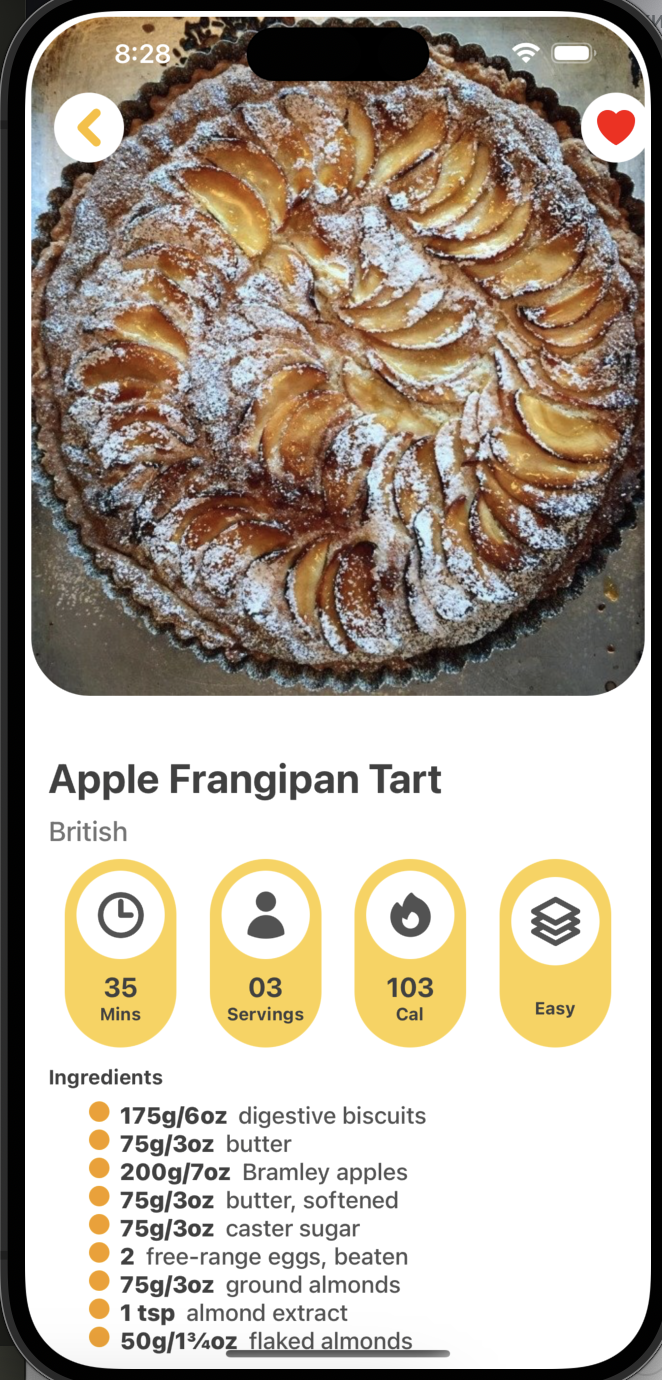 8:28
Apple Frangipan Tart
British
35 03 103
Mins Servings Cal Easy
Ingredients
175g/6oz digestive biscuits
75g/3oz butter
200g/7oz Bramley apples
75g/3oz butter, softened
75g/3oz caster sugar
2 free-range eggs, beaten
75g/3oz ground almonds
1 tsp almond extract
50g/1¾oz flaked almonds